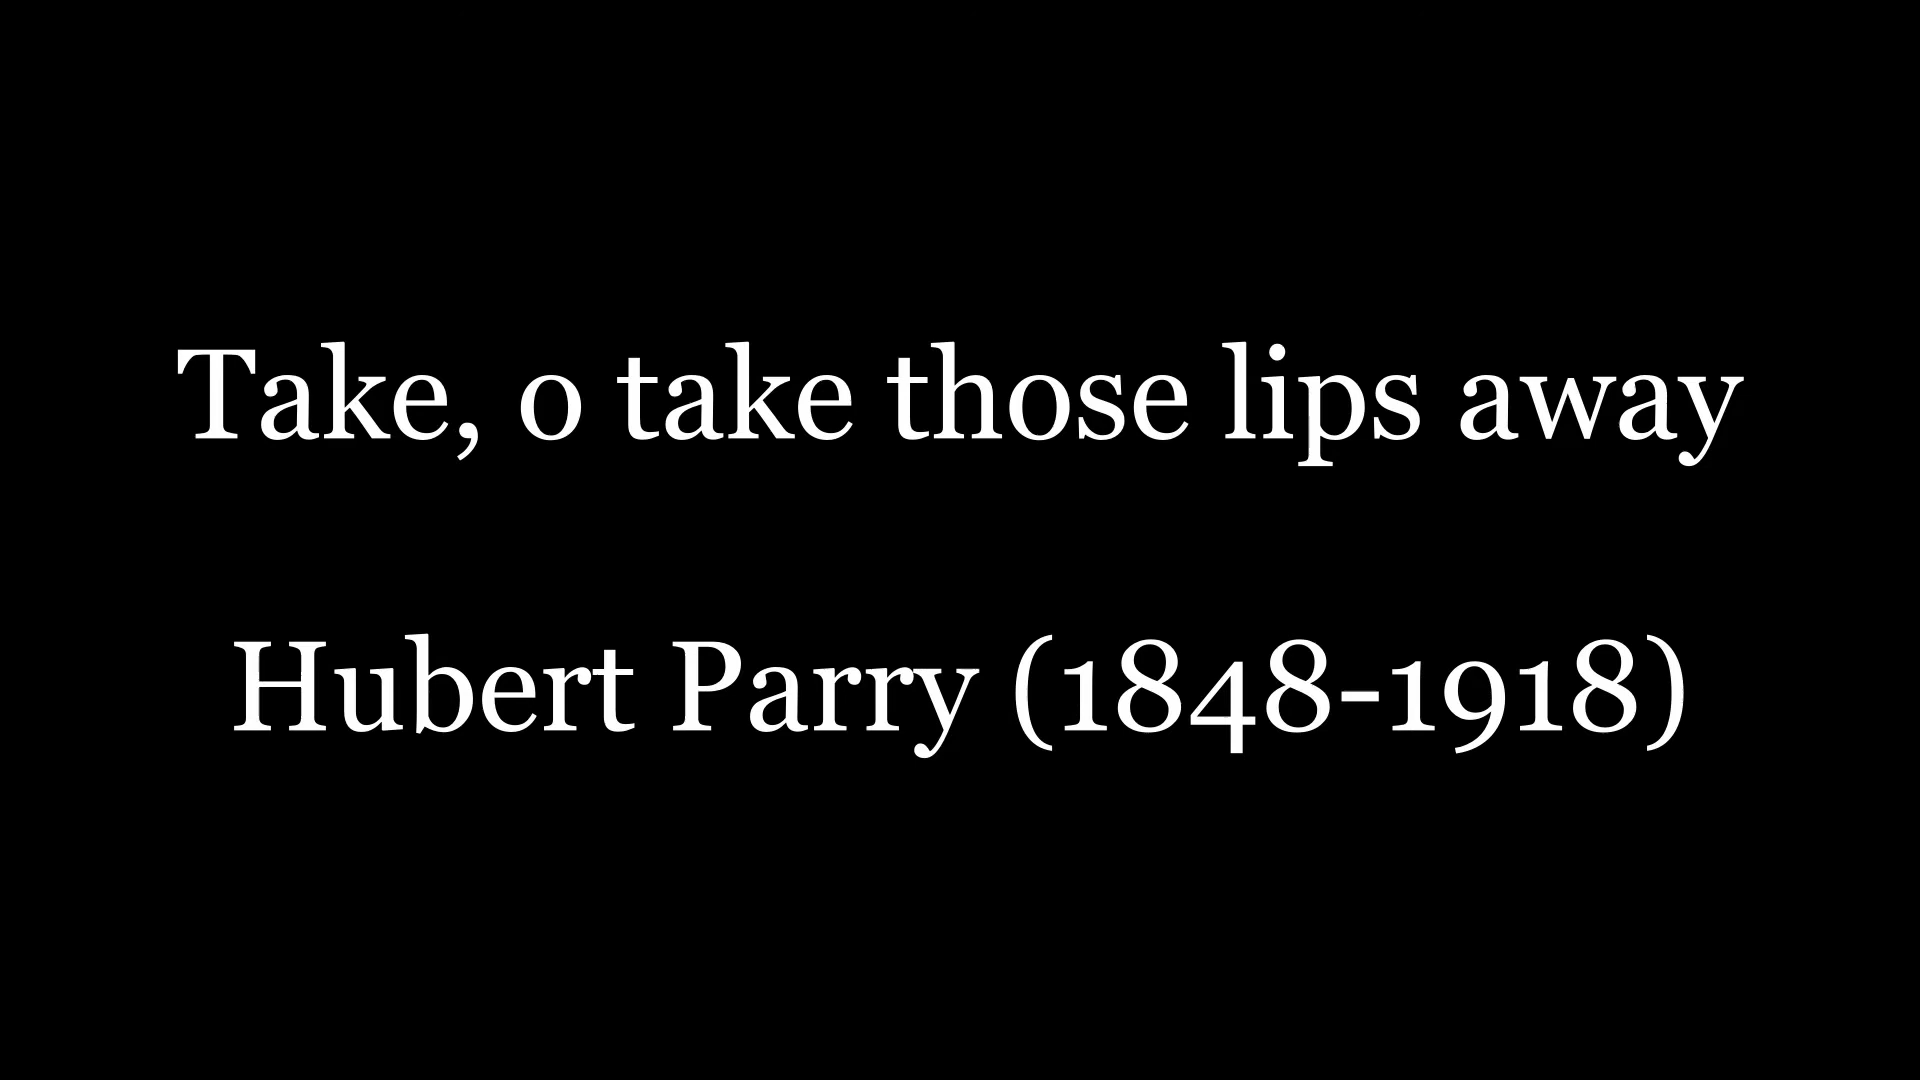 Take, o take those lips away
Hubert Parry (1848-1918)